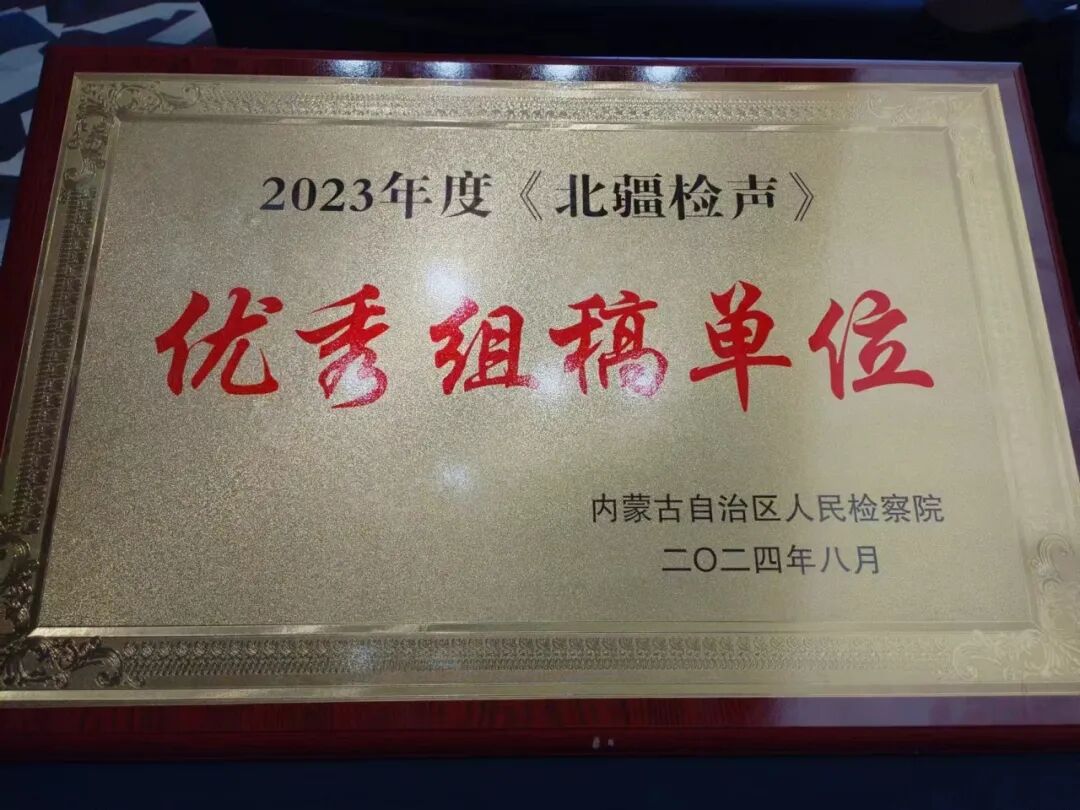 2023年度《北疆检声》
优秀组稿单位
内蒙古自治区人民检察院
二〇二四年八月